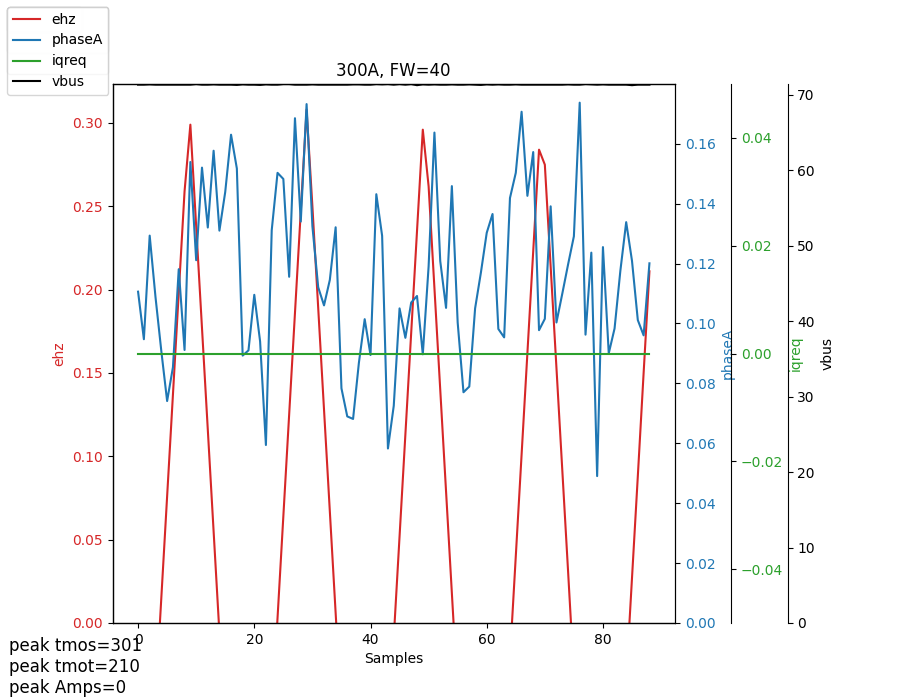 ehz
phaseA
iqreq
vbus
300A, FW=40
0.30
0.25
0.20
0.15
0.10
0.05
0.00
ehz
0.16
0.14
0.12
0.10
0.08
0.06
0.04
0.02
0.00
phaseA
0.04
0.02
0.00
−0.02
−0.04
iqreq
70
60
50
40
30
20
10
0
vbus
0 20 40 60 80
Samples
peak tmos=301
peak tmot=210
peak Amps=0